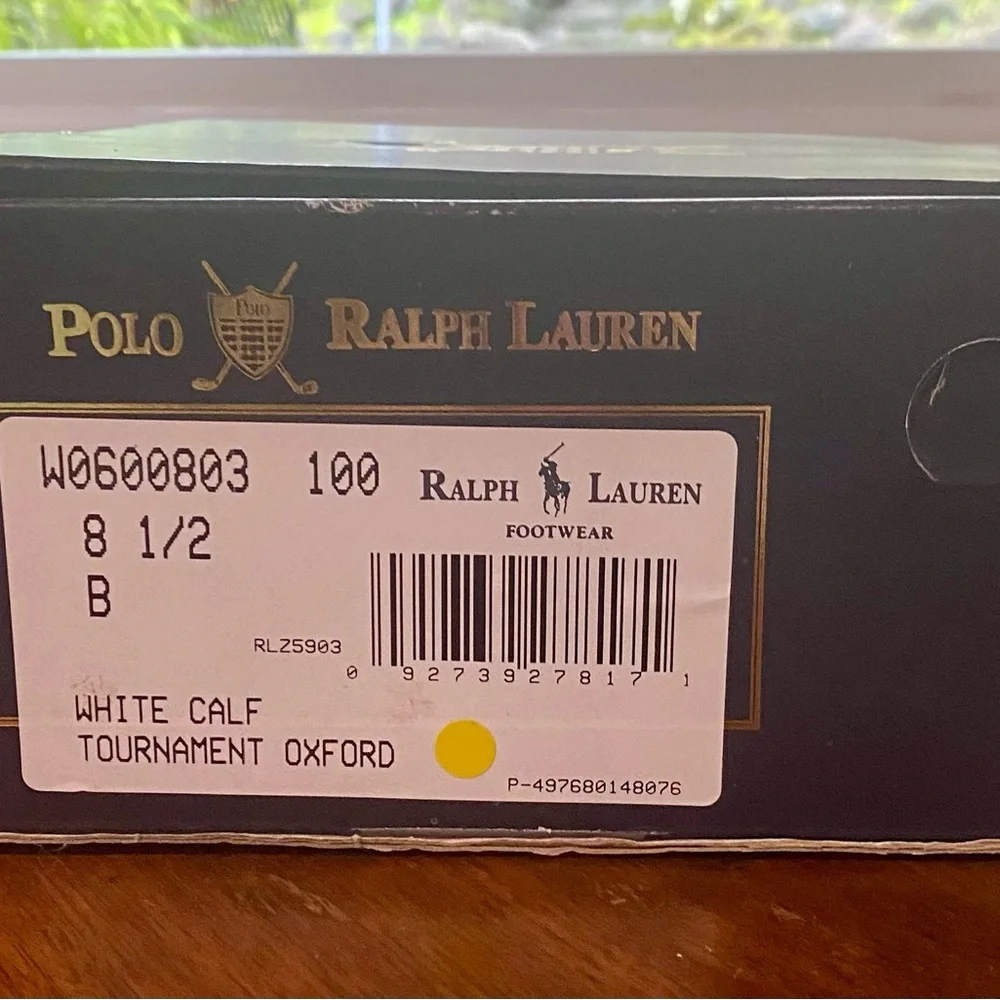 POLO Polo RALPH LAUREN
W0600803 100
RALPH LAUREN
FOOTWEAR
8 1/2
B
RLZ5903
0 92739 27817 1
WHITE CALF
TOURNAMENT OXFORD
P-497680148076